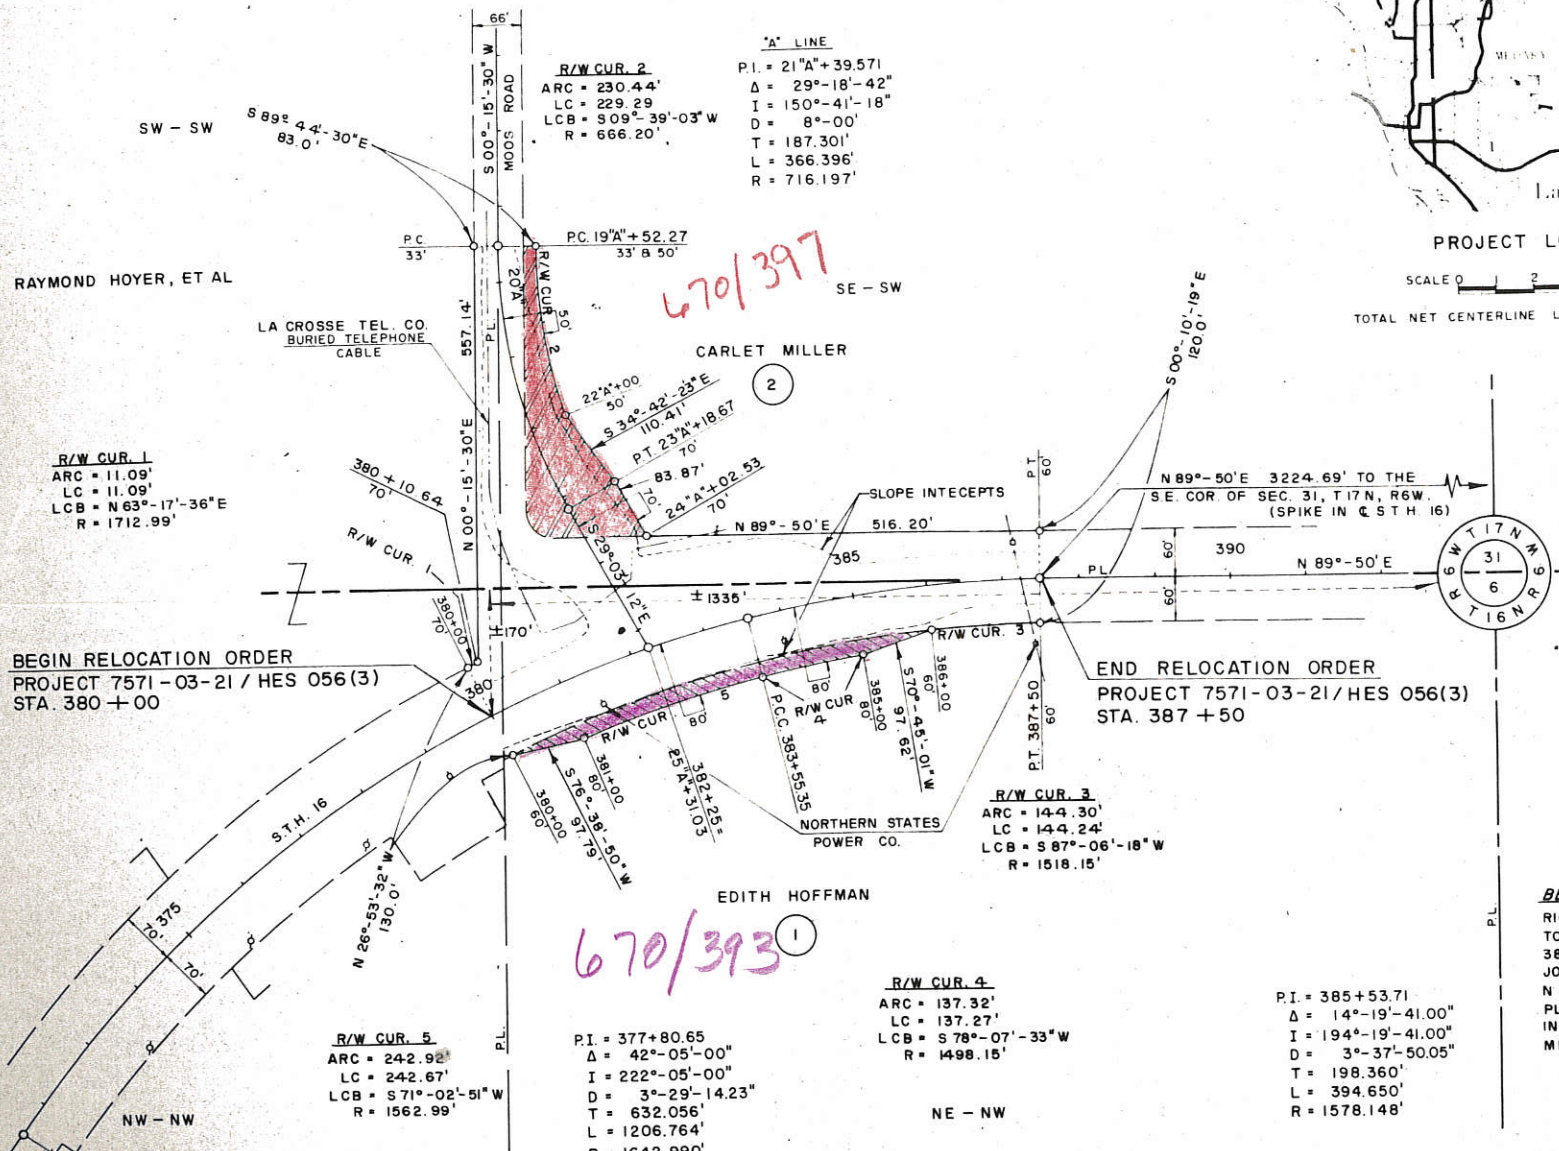 66'
S 00°-15'-30" W
MOOS ROAD
R/W CUR. 2
ARC = 230.44'
LC = 229.29
LCB = S09°-39'-03" W
R = 666.20'
"A" LINE
P.I. = 21"A"+39.571
Δ = 29°-18'-42"
I = 150°-41'-18"
D = 8°-00'
T = 187.301'
L = 366.396'
R = 716.197'
SW - SW
S 89° 44'-30" E
83.0'
P.C.
33'
P.C. 19"A"+52.27
33' & 50'
RAYMOND HOYER, ET AL
670/397
SE - SW
PROJECT
SCALE 0 1 2
TOTAL NET CENTERLINE
LA CROSSE TEL. CO.
BURIED TELEPHONE
CABLE
557.14'
P.L.
20"A"
R/W CUR. 2
50'
CARLET MILLER
2
S 00°-10'-19" E
120.0'
22"A"+00
50'
S 34°-42'-23" E
110.41'
P.T. 23"A"+18.67
70'
83.87'
70'
24"A"+02.53
70'
R/W CUR. 1
ARC = 11.09'
LC = 11.09'
LCB = N 63°-17'-36" E
R = 1712.99'
380+10.64
70'
N 00°-15'-30" E
R/W CUR. 1
SLOPE INTECEPTS
P.T.
60'
N 89°-50' E 3224.69' TO THE
S.E. COR. OF SEC. 31, T 17 N, R6W.
(SPIKE IN ℄ S T H 16)
N 89°-50' E 516.20'
385
60'
390
N 89°-50' E
PL
60'
R 6 W T 17 N
31
6
R 6 W
T 16 N
S 29°-03'-12" E
± 1335'
± 170'
380+00
70'
BEGIN RELOCATION ORDER
PROJECT 7571-03-21 / HES 056(3)
STA. 380+00
380
R/W CUR. 3
END RELOCATION ORDER
PROJECT 7571-03-21/HES 056(3)
STA. 387+50
R/W CUR 5
80'
80'
R/W CUR
4
385+00
80'
S 70°-45'-01" W
97.62'
386+00
60'
P.T. 387+50
60'
P.C.C. 383+55.35
382+25 =
25"A"+31.03
381+00
80'
S 76°-38'-50" W
97.79'
380+00
60'
NORTHERN STATES
POWER CO.
R/W CUR. 3
ARC = 144.30'
LC = 144.24'
LCB = S 87°-06'-18" W
R = 1518.15'
S.T.H. 16
375
70'
70'
N 26°-53'-32" W
130.0'
EDITH HOFFMAN
1
670/393
P.L.
P.L.
R/W CUR. 4
ARC = 137.32'
LC = 137.27'
LCB = S 78°-07'-33" W
R = 1498.15'
R/W CUR. 5
ARC = 242.92'
LC = 242.67'
LCB = S 71°-02'-51" W
R = 1562.99'
P.I. = 377+80.65
Δ = 42°-05'-00"
I = 222°-05'-00"
D = 3°-29'-14.23"
T = 632.056'
L = 1206.764'
P.I. = 385+53.71
Δ = 14°-19'-41.00"
I = 194°-19'-41.00"
D = 3°-37'-50.05"
T = 198.360'
L = 394.650'
R = 1578.148'
NW - NW
NE - NW